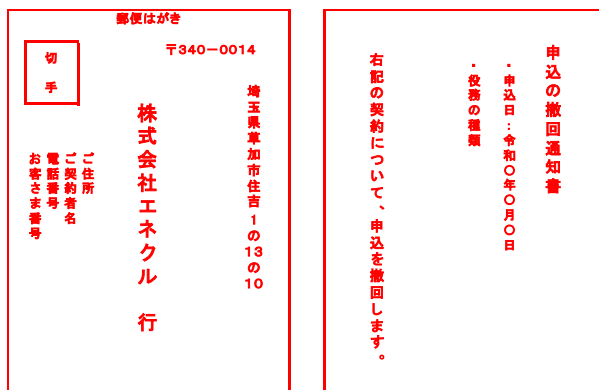 郵便はがき
切手
〒340－0014
埼玉県草加市住吉1の13の10
株式会社エネクル　行
ご住所
ご契約者名
電話番号
お客さま番号
申込の撤回通知書
・申込日：令和〇年〇月〇日
・役務の種類
右記の契約について、申込を撤回します。